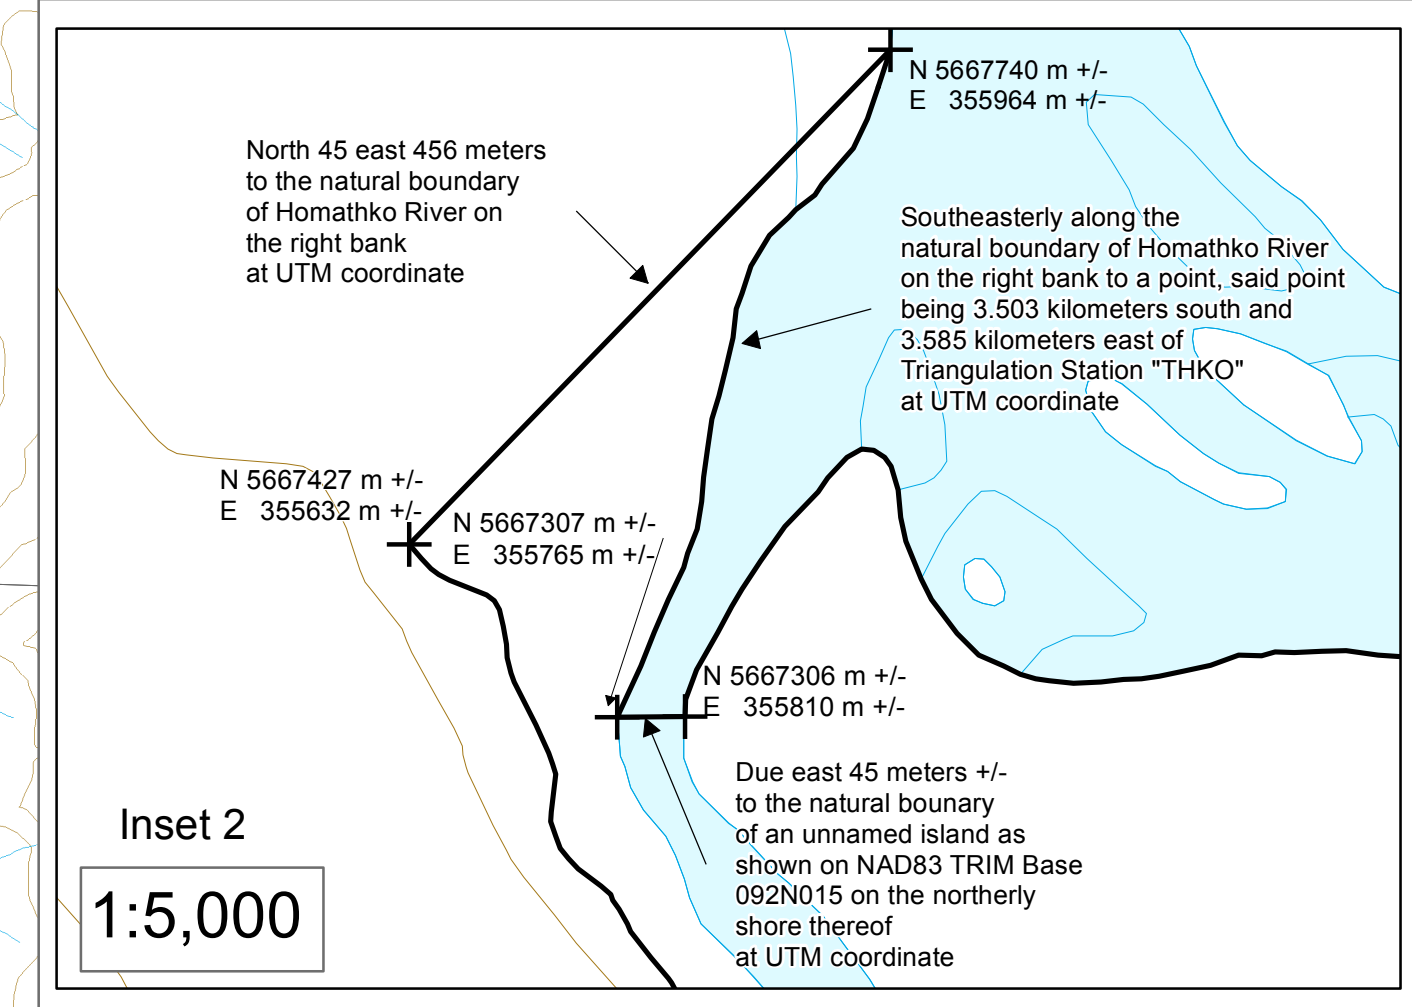 N 5667740 m +/-
E 355964 m +/-
North 45 east 456 meters
to the natural boundary
of Homathko River on
the right bank
at UTM coordinate
Southeasterly along the
natural boundary of Homathko River
on the right bank to a point, said point
being 3.503 kilometers south and
3.585 kilometers east of
Triangulation Station "THKO"
at UTM coordinate
N 5667427 m +/-
E 355632 m +/-
N 5667307 m +/-
E 355765 m +/-
N 5667306 m +/-
E 355810 m +/-
Due east 45 meters +/-
to the natural bounary
of an unnamed island as
shown on NAD83 TRIM Base
092N015 on the northerly
shore thereof
at UTM coordinate
Inset 2
1:5,000